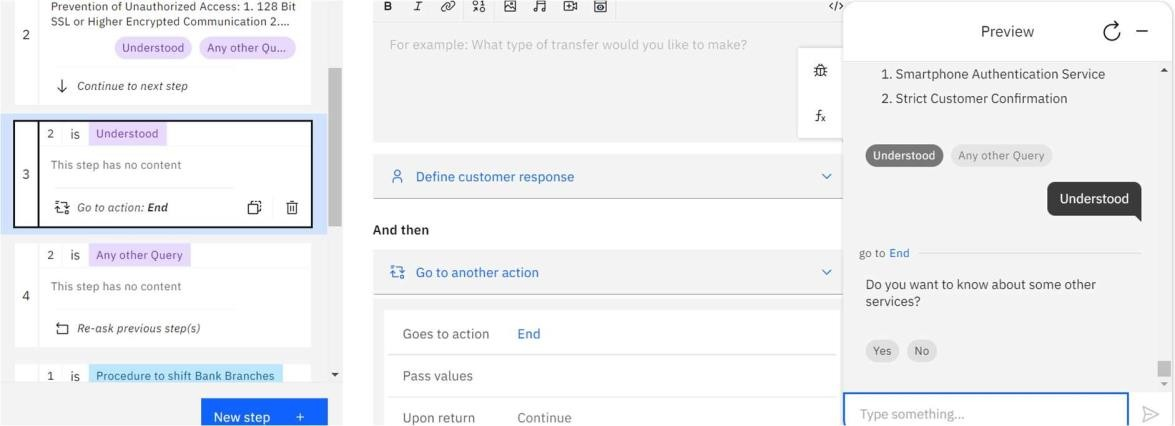 Prevention of Unauthorized Access: 1. 128 Bit
SSL or Higher Encrypted Communication 2....
2
Understood Any other Qu...
Continue to next step
2 is Understood
This step has no content
3
Go to action: End
2 is Any other Query
This step has no content
4
Re-ask previous step(s)
1 is Procedure to shift Bank Branches
New step +
B I </>
For example: What type of transfer would you like to make?
fx
Define customer response
And then
Go to another action
Goes to action End
Pass values
Upon return Continue
Preview
1. Smartphone Authentication Service
2. Strict Customer Confirmation
Understood Any other Query
Understood
go to End
Do you want to know about some other
services?
Yes No
Type something...